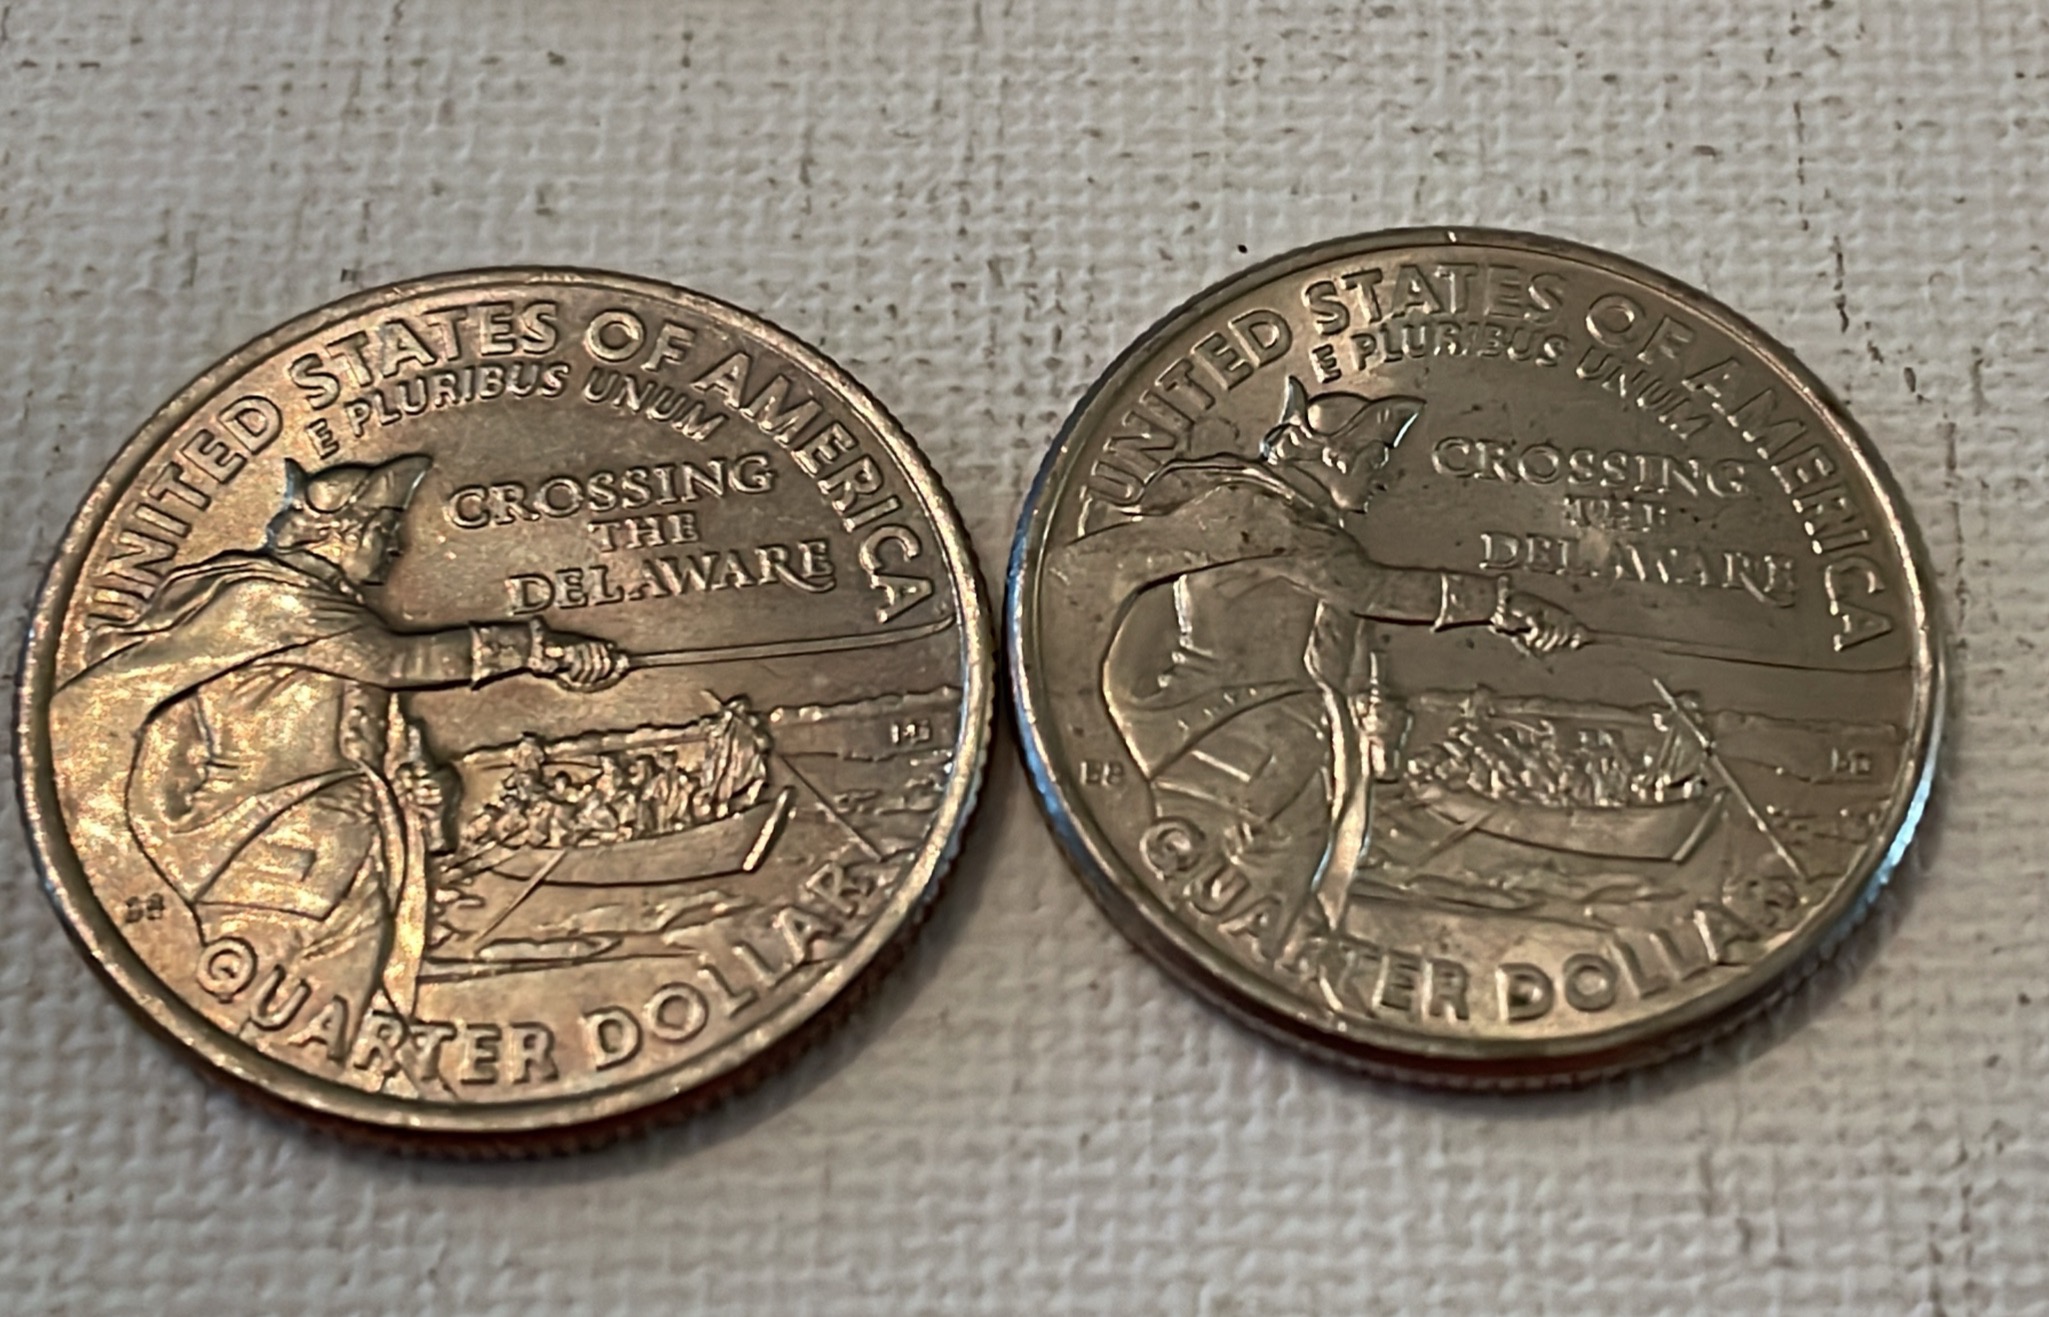 UNITED STATES OF AMERICA
E PLURIBUS UNUM
CROSSING
THE
DELAWARE
QUARTER DOLLAR
UNITED STATES OF AMERICA
E PLURIBUS UNUM
CROSSING
THE
DELAWARE
QUARTER DOLLAR